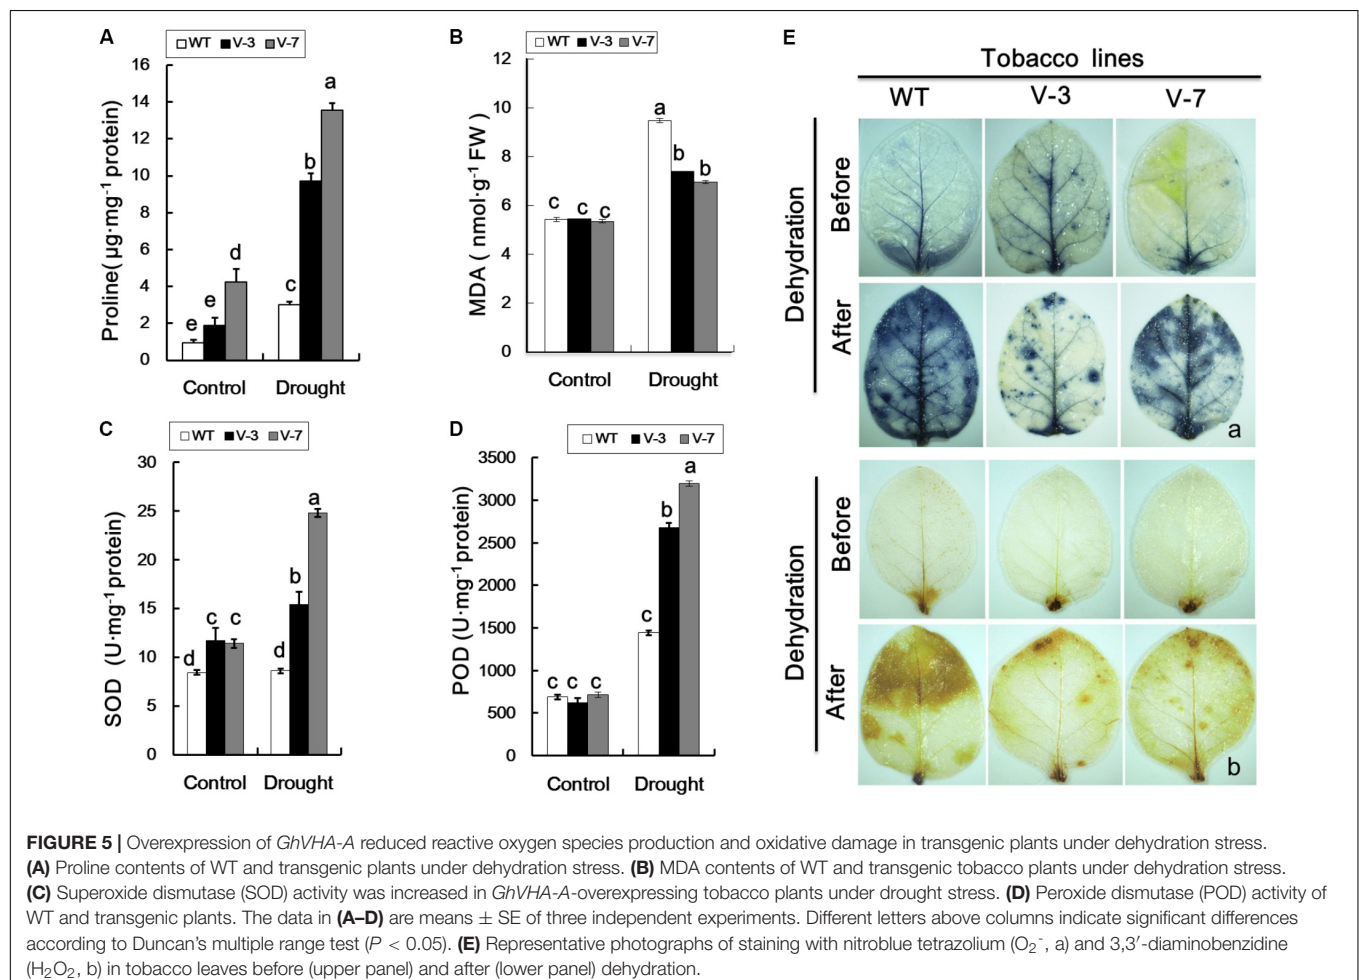 A
WT V-3 V-7
Proline( µg·mg⁻¹ protein)
16
14
12
10
8
6
4
2
0
e e d
c b a
Control Drought
B
WT V-3 V-7
MDA ( nmol·g⁻¹ FW )
12
10
8
6
4
2
0
c c c
a b b
Control Drought
C
WT V-3 V-7
SOD (U·mg⁻¹protein)
30
25
20
15
10
5
0
d c c
d b a
Control Drought
D
WT V-3 V-7
POD (U·mg⁻¹protein)
3500
3000
2500
2000
1500
1000
500
0
c c c
c b a
Control Drought
E
Tobacco lines
WT V-3 V-7
Dehydration
Before
After
a
Dehydration
Before
After
b
FIGURE 5 | Overexpression of GhVHA-A reduced reactive oxygen species production and oxidative damage in transgenic plants under dehydration stress.
(A) Proline contents of WT and transgenic plants under dehydration stress. (B) MDA contents of WT and transgenic tobacco plants under dehydration stress.
(C) Superoxide dismutase (SOD) activity was increased in GhVHA-A-overexpressing tobacco plants under drought stress. (D) Peroxide dismutase (POD) activity of
WT and transgenic plants. The data in (A–D) are means ± SE of three independent experiments. Different letters above columns indicate significant differences
according to Duncan's multiple range test (P < 0.05). (E) Representative photographs of staining with nitroblue tetrazolium (O₂⁻, a) and 3,3′-diaminobenzidine
(H₂O₂, b) in tobacco leaves before (upper panel) and after (lower panel) dehydration.